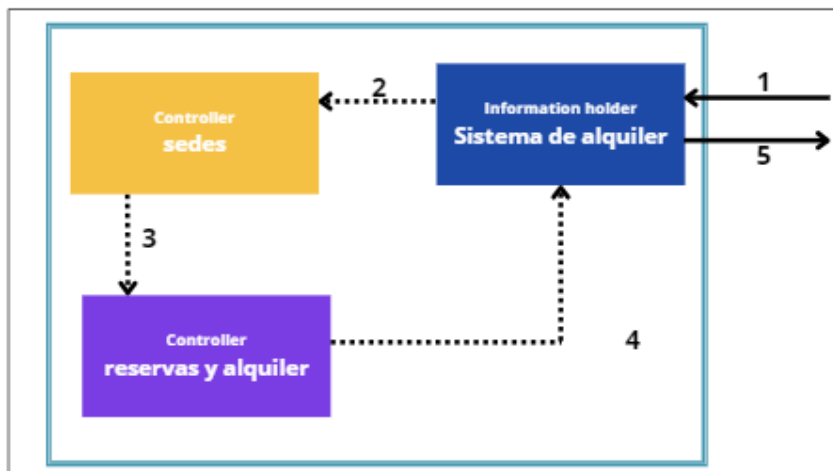 1
2
Controller
sedes
Information holder
Sistema de alquiler
5
3
Controller
reservas y alquiler
4